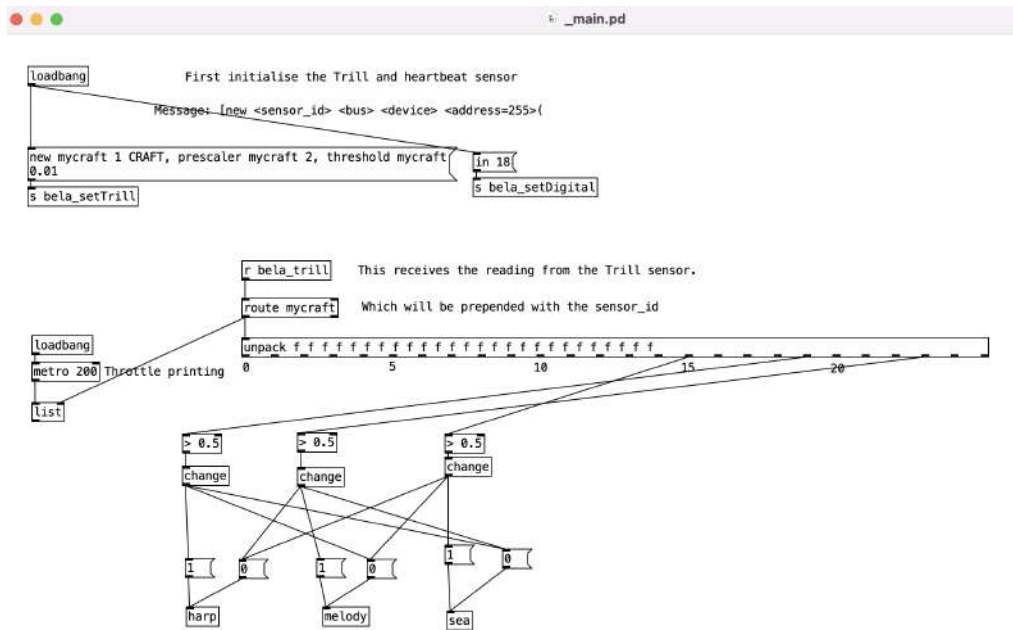 _main.pd
loadbang
First initialise the Trill and heartbeat sensor
Message: [new <sensor_id> <bus> <device> <address=255>(
new mycraft 1 CRAFT, prescaler mycraft 2, threshold mycraft
0.01
in 18
s bela_setTrill
s bela_setDigital
r bela_trill
This receives the reading from the Trill sensor.
route mycraft
Which will be prepended with the sensor_id
loadbang
unpack f f f f f f f f f f f f f f f f f f f f f f f f f
0 5 10 15 20
metro 200
Throttle printing
list
> 0.5
> 0.5
> 0.5
change
change
change
1
0
1
0
1
0
harp
melody
sea